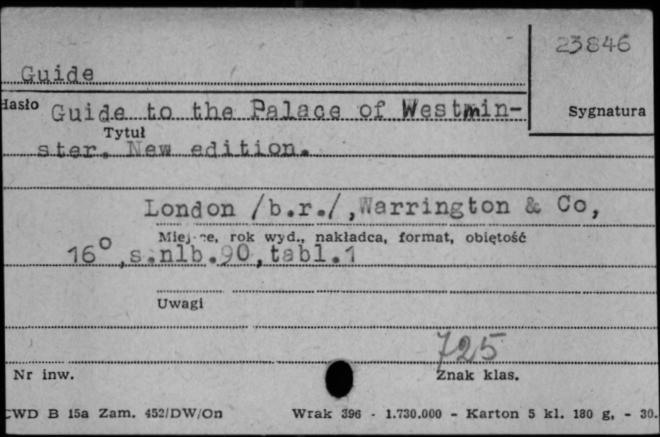 23846
Guide
Hasło
Guide to the Palace of Westmin-
Sygnatura
Tytuł
ster. New edition.
London /b.r./,Warrington & Co,
Miejsce, rok wyd., nakładca, format, objętość
16°,s.nlb.90,tabl.1
Uwagi
725
Nr inw.
Znak klas.
CWD B 15a Zam. 452/DW/On Wrak 396 - 1.730.000 - Karton 5 kl. 180 g. - 30.